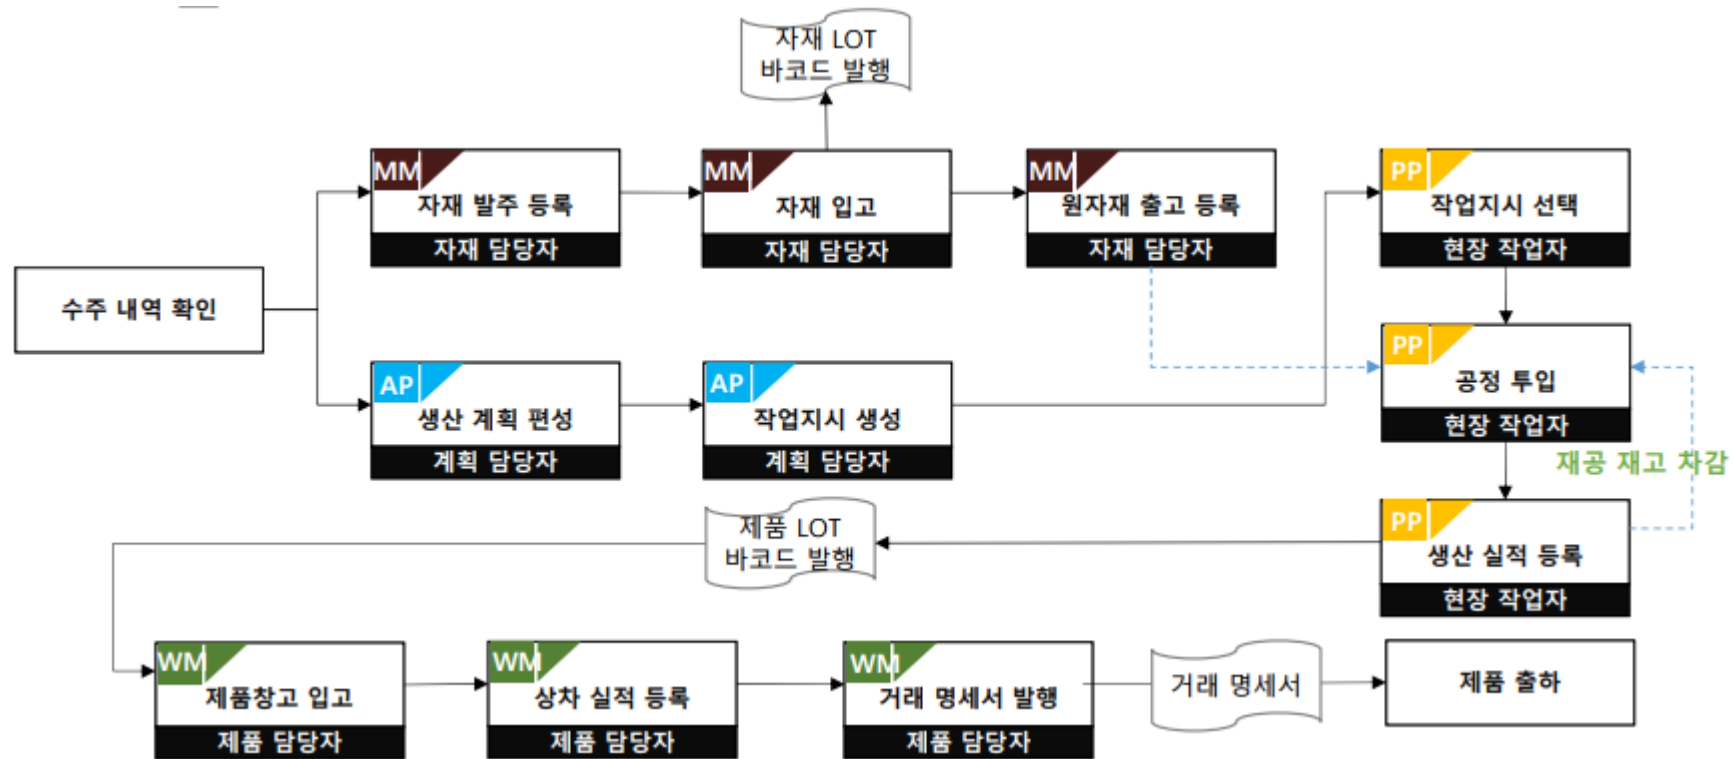 자재 LOT
바코드 발행
MM
자재 발주 등록
자재 담당자
MM
자재 입고
자재 담당자
MM
원자재 출고 등록
자재 담당자
PP
작업지시 선택
현장 작업자
수주 내역 확인
AP
생산 계획 편성
계획 담당자
AP
작업지시 생성
계획 담당자
PP
공정 투입
현장 작업자
재공 재고 차감
PP
생산 실적 등록
현장 작업자
제품 LOT
바코드 발행
WM
제품창고 입고
제품 담당자
WM
상차 실적 등록
제품 담당자
WM
거래 명세서 발행
제품 담당자
거래 명세서
제품 출하